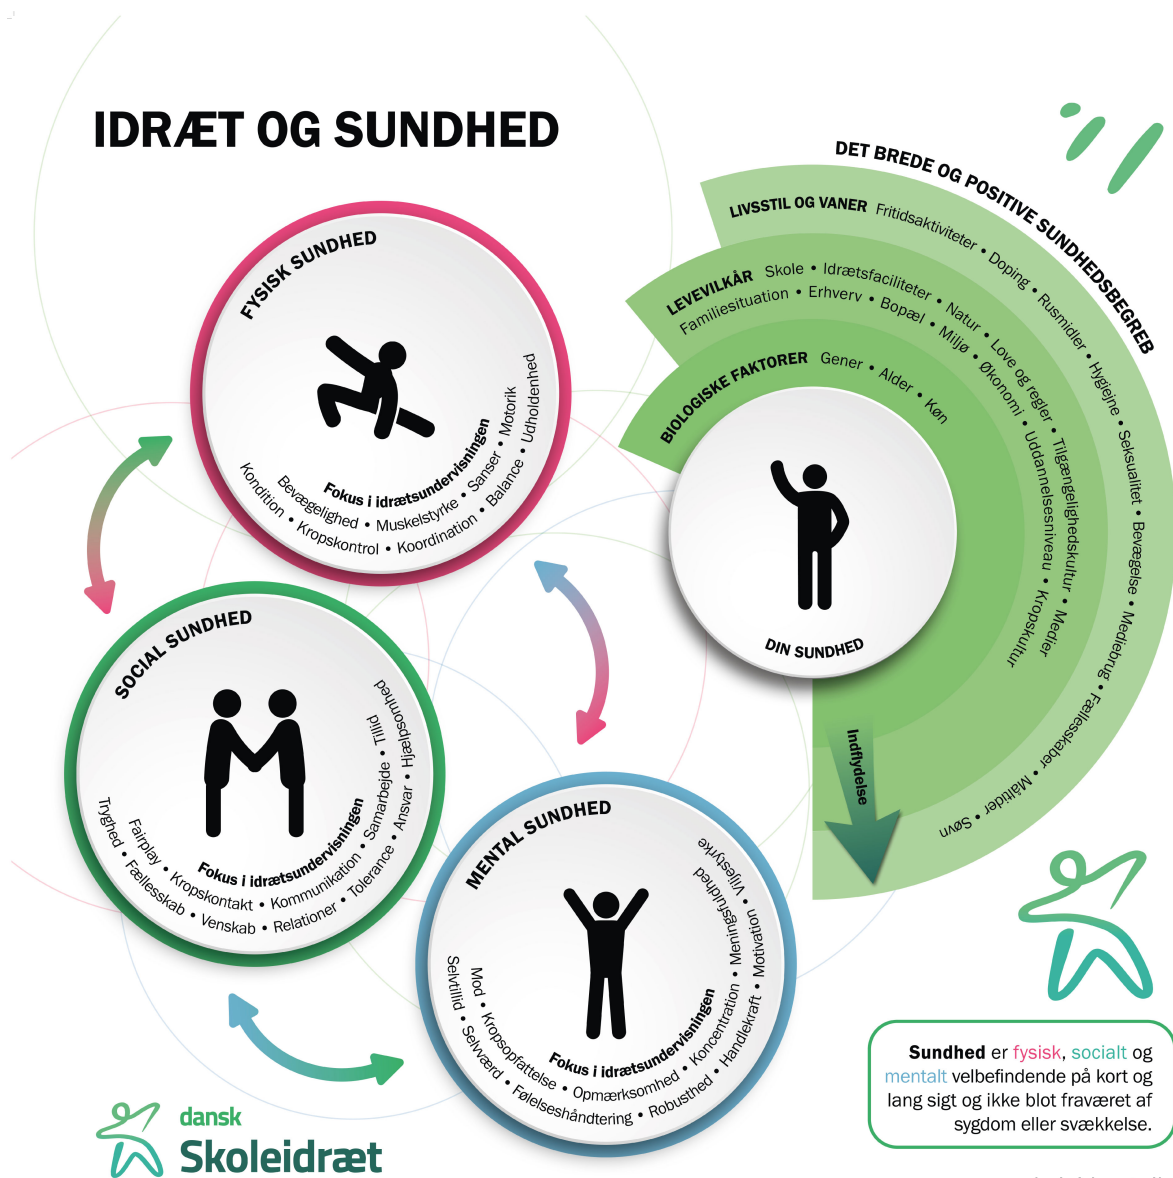 IDRÆT OG SUNDHED
FYSISK SUNDHED
Fokus i idrætsundervisningen
Bevægelighed • Muskelstyrke • Sanser • Motorik
Kondition • Kropskontrol • Koordination • Balance • Udholdenhed
SOCIAL SUNDHED
Fokus i idrætsundervisningen
Fairplay • Kropskontakt • Kommunikation • Samarbejde • Tillid
Tryghed • Fællesskab • Venskab • Relationer • Tolerance • Ansvar • Hjælpsomhed
MENTAL SUNDHED
Fokus i idrætsundervisningen
Mod • Kropsopfattelse • Opmærksomhed • Koncentration • Meningsfuldhed
Selvtillid • Selvværd • Følelseshåndtering • Robusthed • Handlekraft • Motivation • Viljestyrke
DET BREDE OG POSITIVE SUNDHEDSBEGREB
LIVSSTIL OG VANER Fritidsaktiviteter • Doping • Rusmidler • Hygiejne • Seksualitet • Bevægelse • Mediebrug • Fællesskaber • Måltider • Søvn
LEVEVILKÅR Skole • Idrætsfaciliteter • Natur • Love og regler • Tilgængelighedskultur • Medier
Familiesituation • Erhverv • Bopæl • Miljø • Økonomi • Uddannelsesniveau • Kropskultur
BIOLOGISKE FAKTORER Gener • Alder • Køn
DIN SUNDHED
Indflydelse
Sundhed er fysisk, socialt og
mentalt velbefindende på kort og
lang sigt og ikke blot fraværet af
sygdom eller svækkelse.
dansk
Skoleidræt